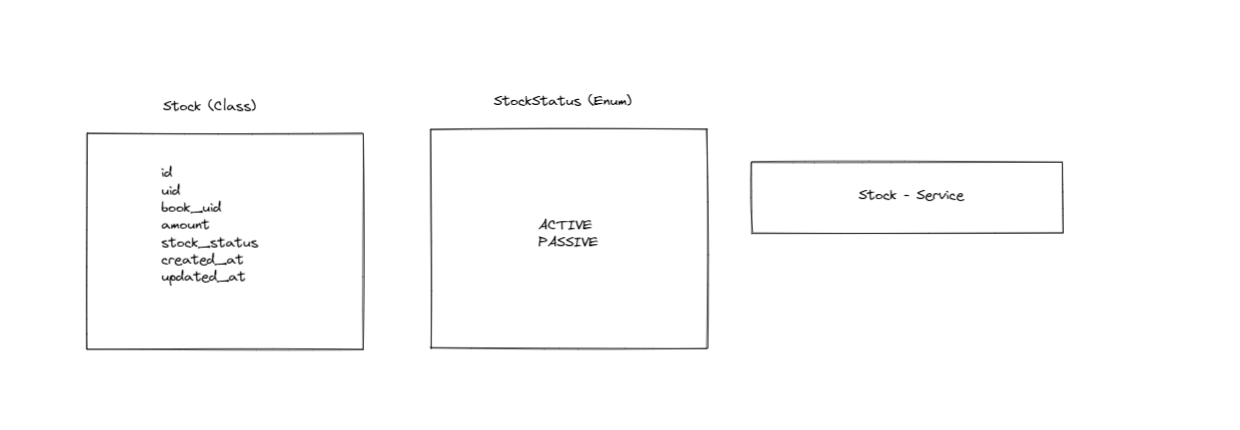 Stock (Class)
id
uid
book_uid
amount
stock_status
created_at
updated_at
StockStatus (Enum)
ACTIVE
PASSIVE
Stock - Service